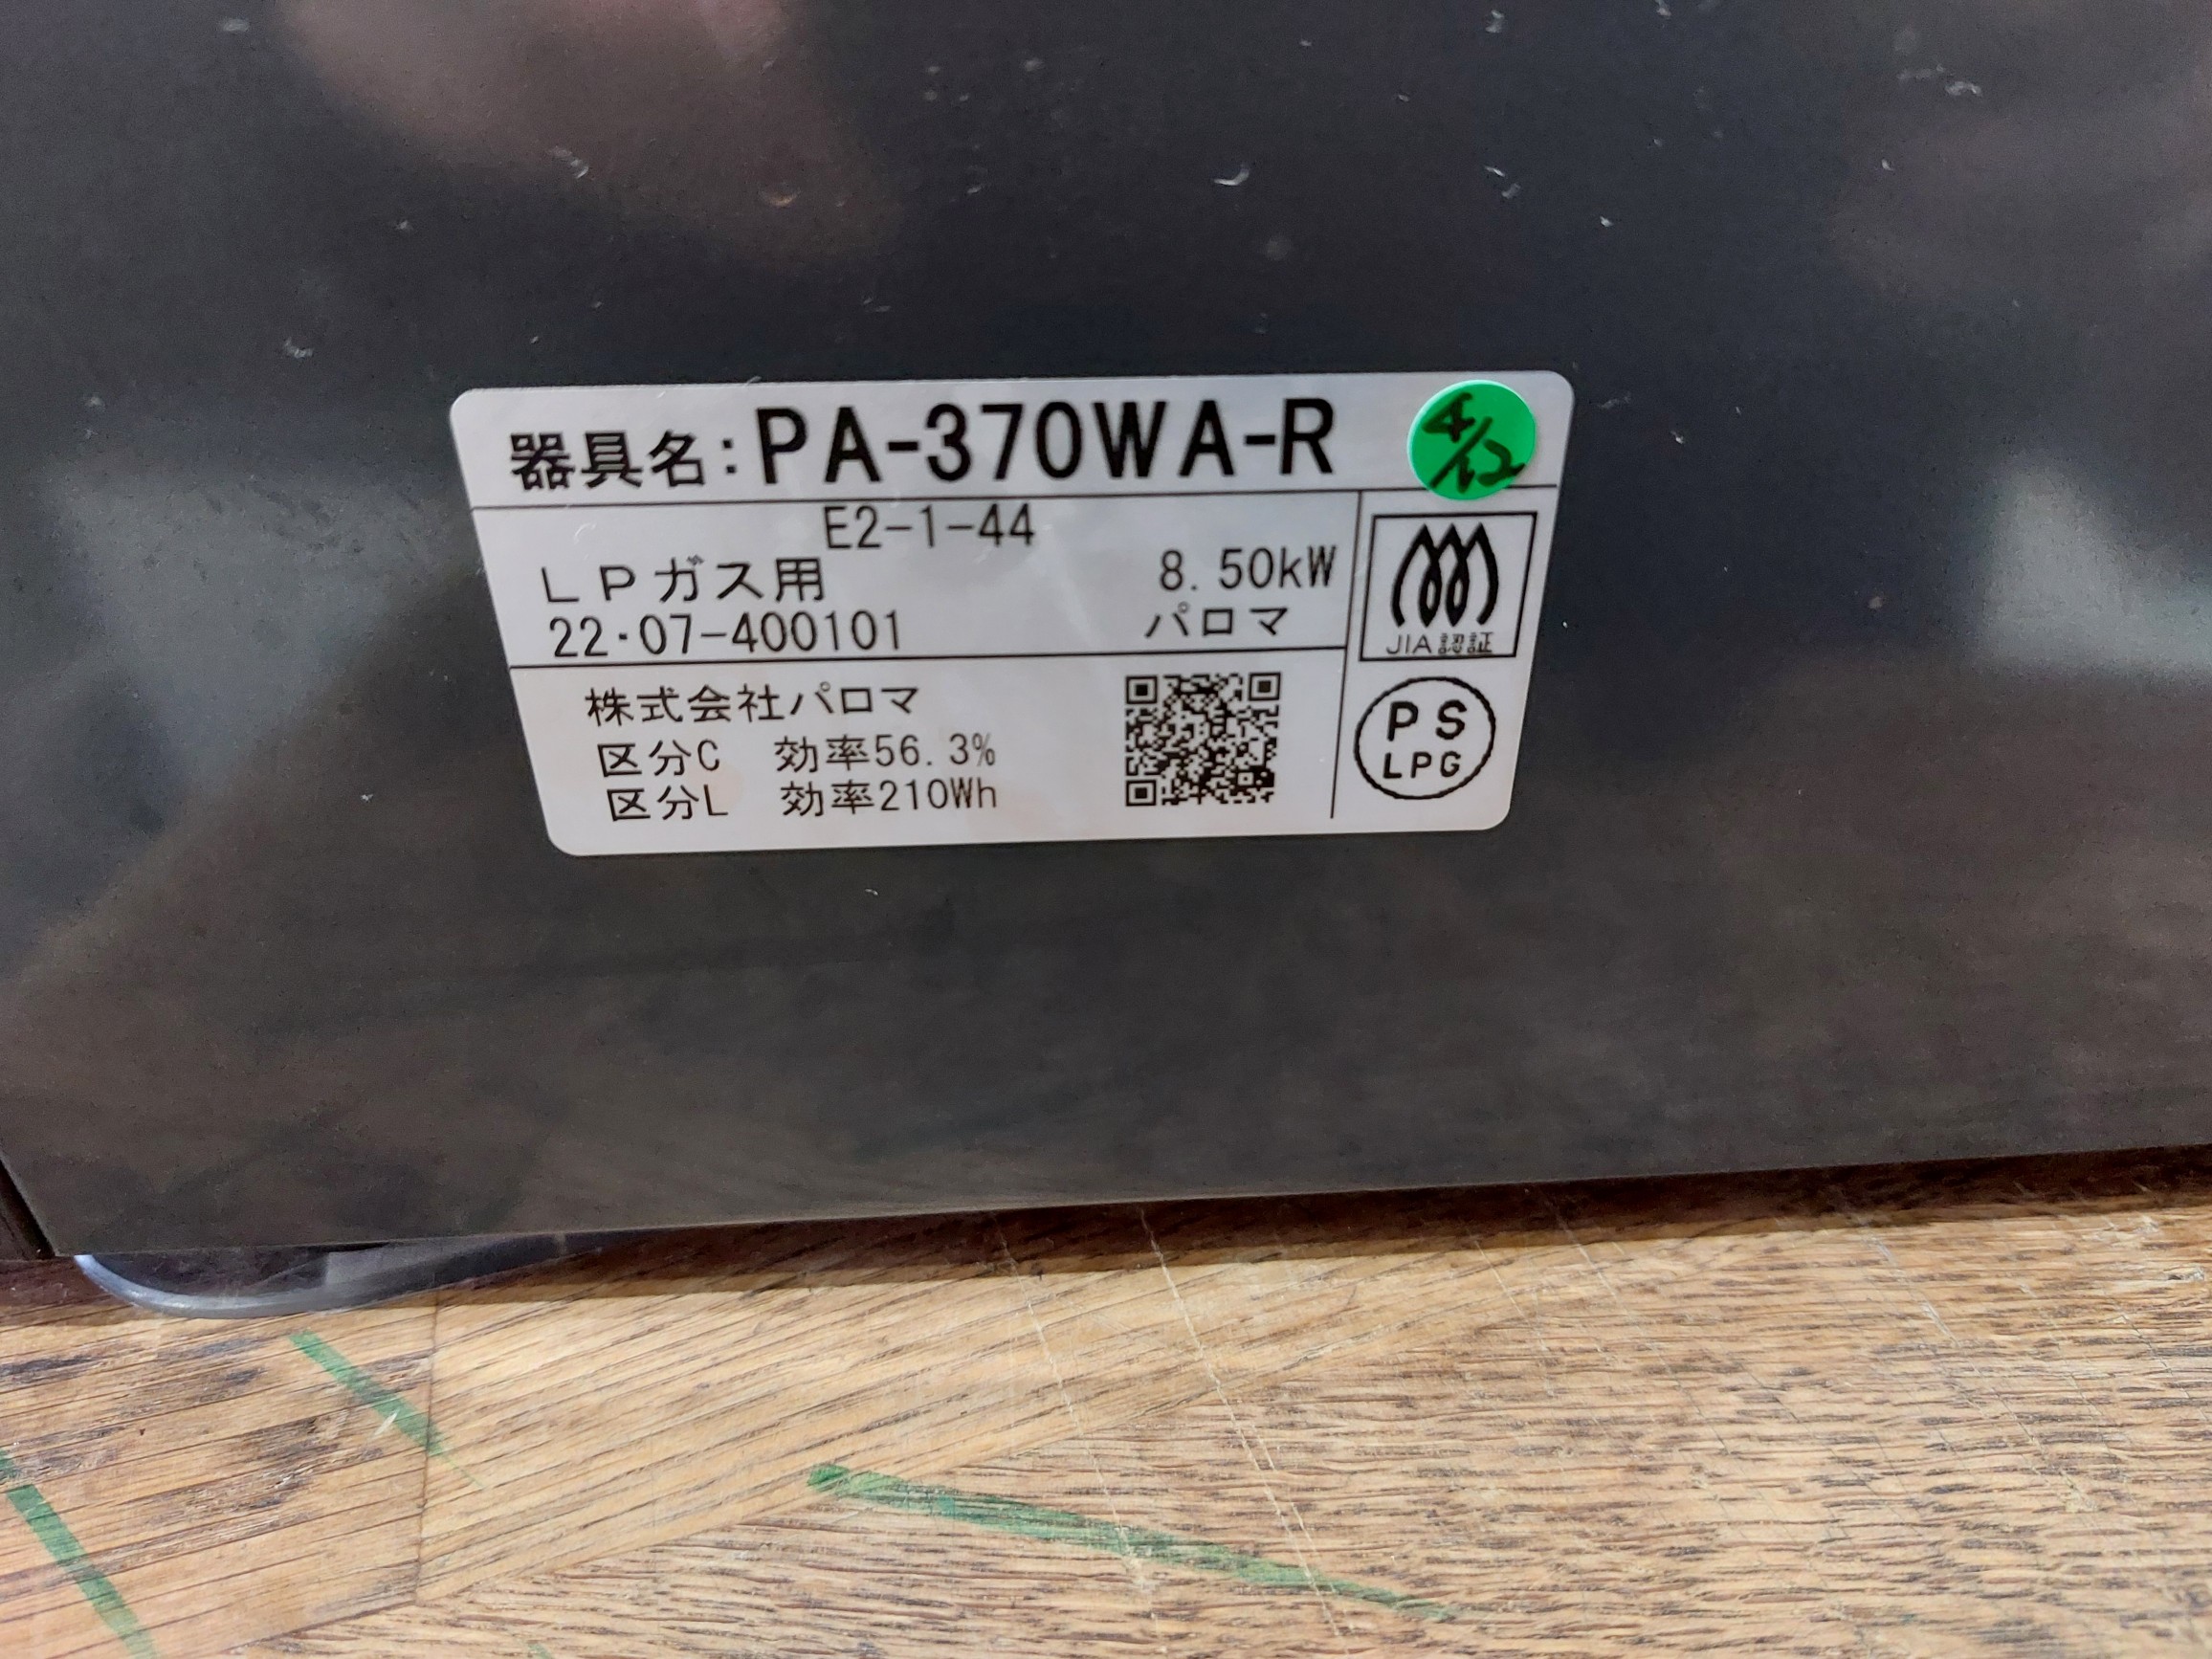 器具名:PA-370WA-R
4/12
E2-1-44
LPガス用 8.50kW
22・07-400101 パロマ
JIA認証
株式会社パロマ
区分C 効率56.3%
区分L 効率210Wh
PS
LPG